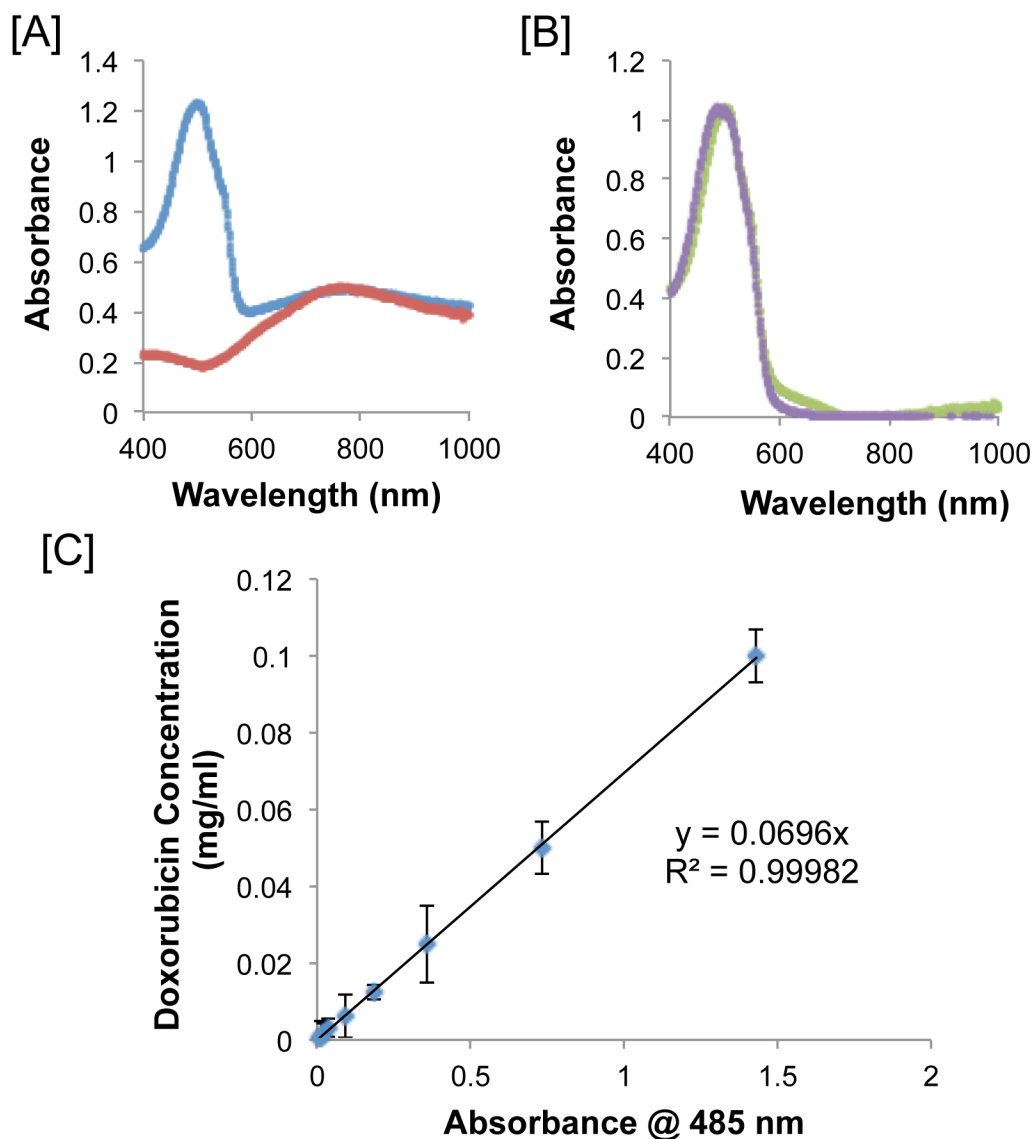 [A]
1.4
1.2
1
0.8
0.6
0.4
0.2
0
400
600
800
1000
Absorbance
Wavelength (nm)
[B]
1.2
1
0.8
0.6
0.4
0.2
0
400
600
800
1000
Absorbance
Wavelength (nm)
[C]
0.12
0.1
0.08
0.06
0.04
0.02
0
0
0.5
1
1.5
2
Doxorubicin Concentration
(mg/ml)
y = 0.0696x
R² = 0.99982
Absorbance @ 485 nm